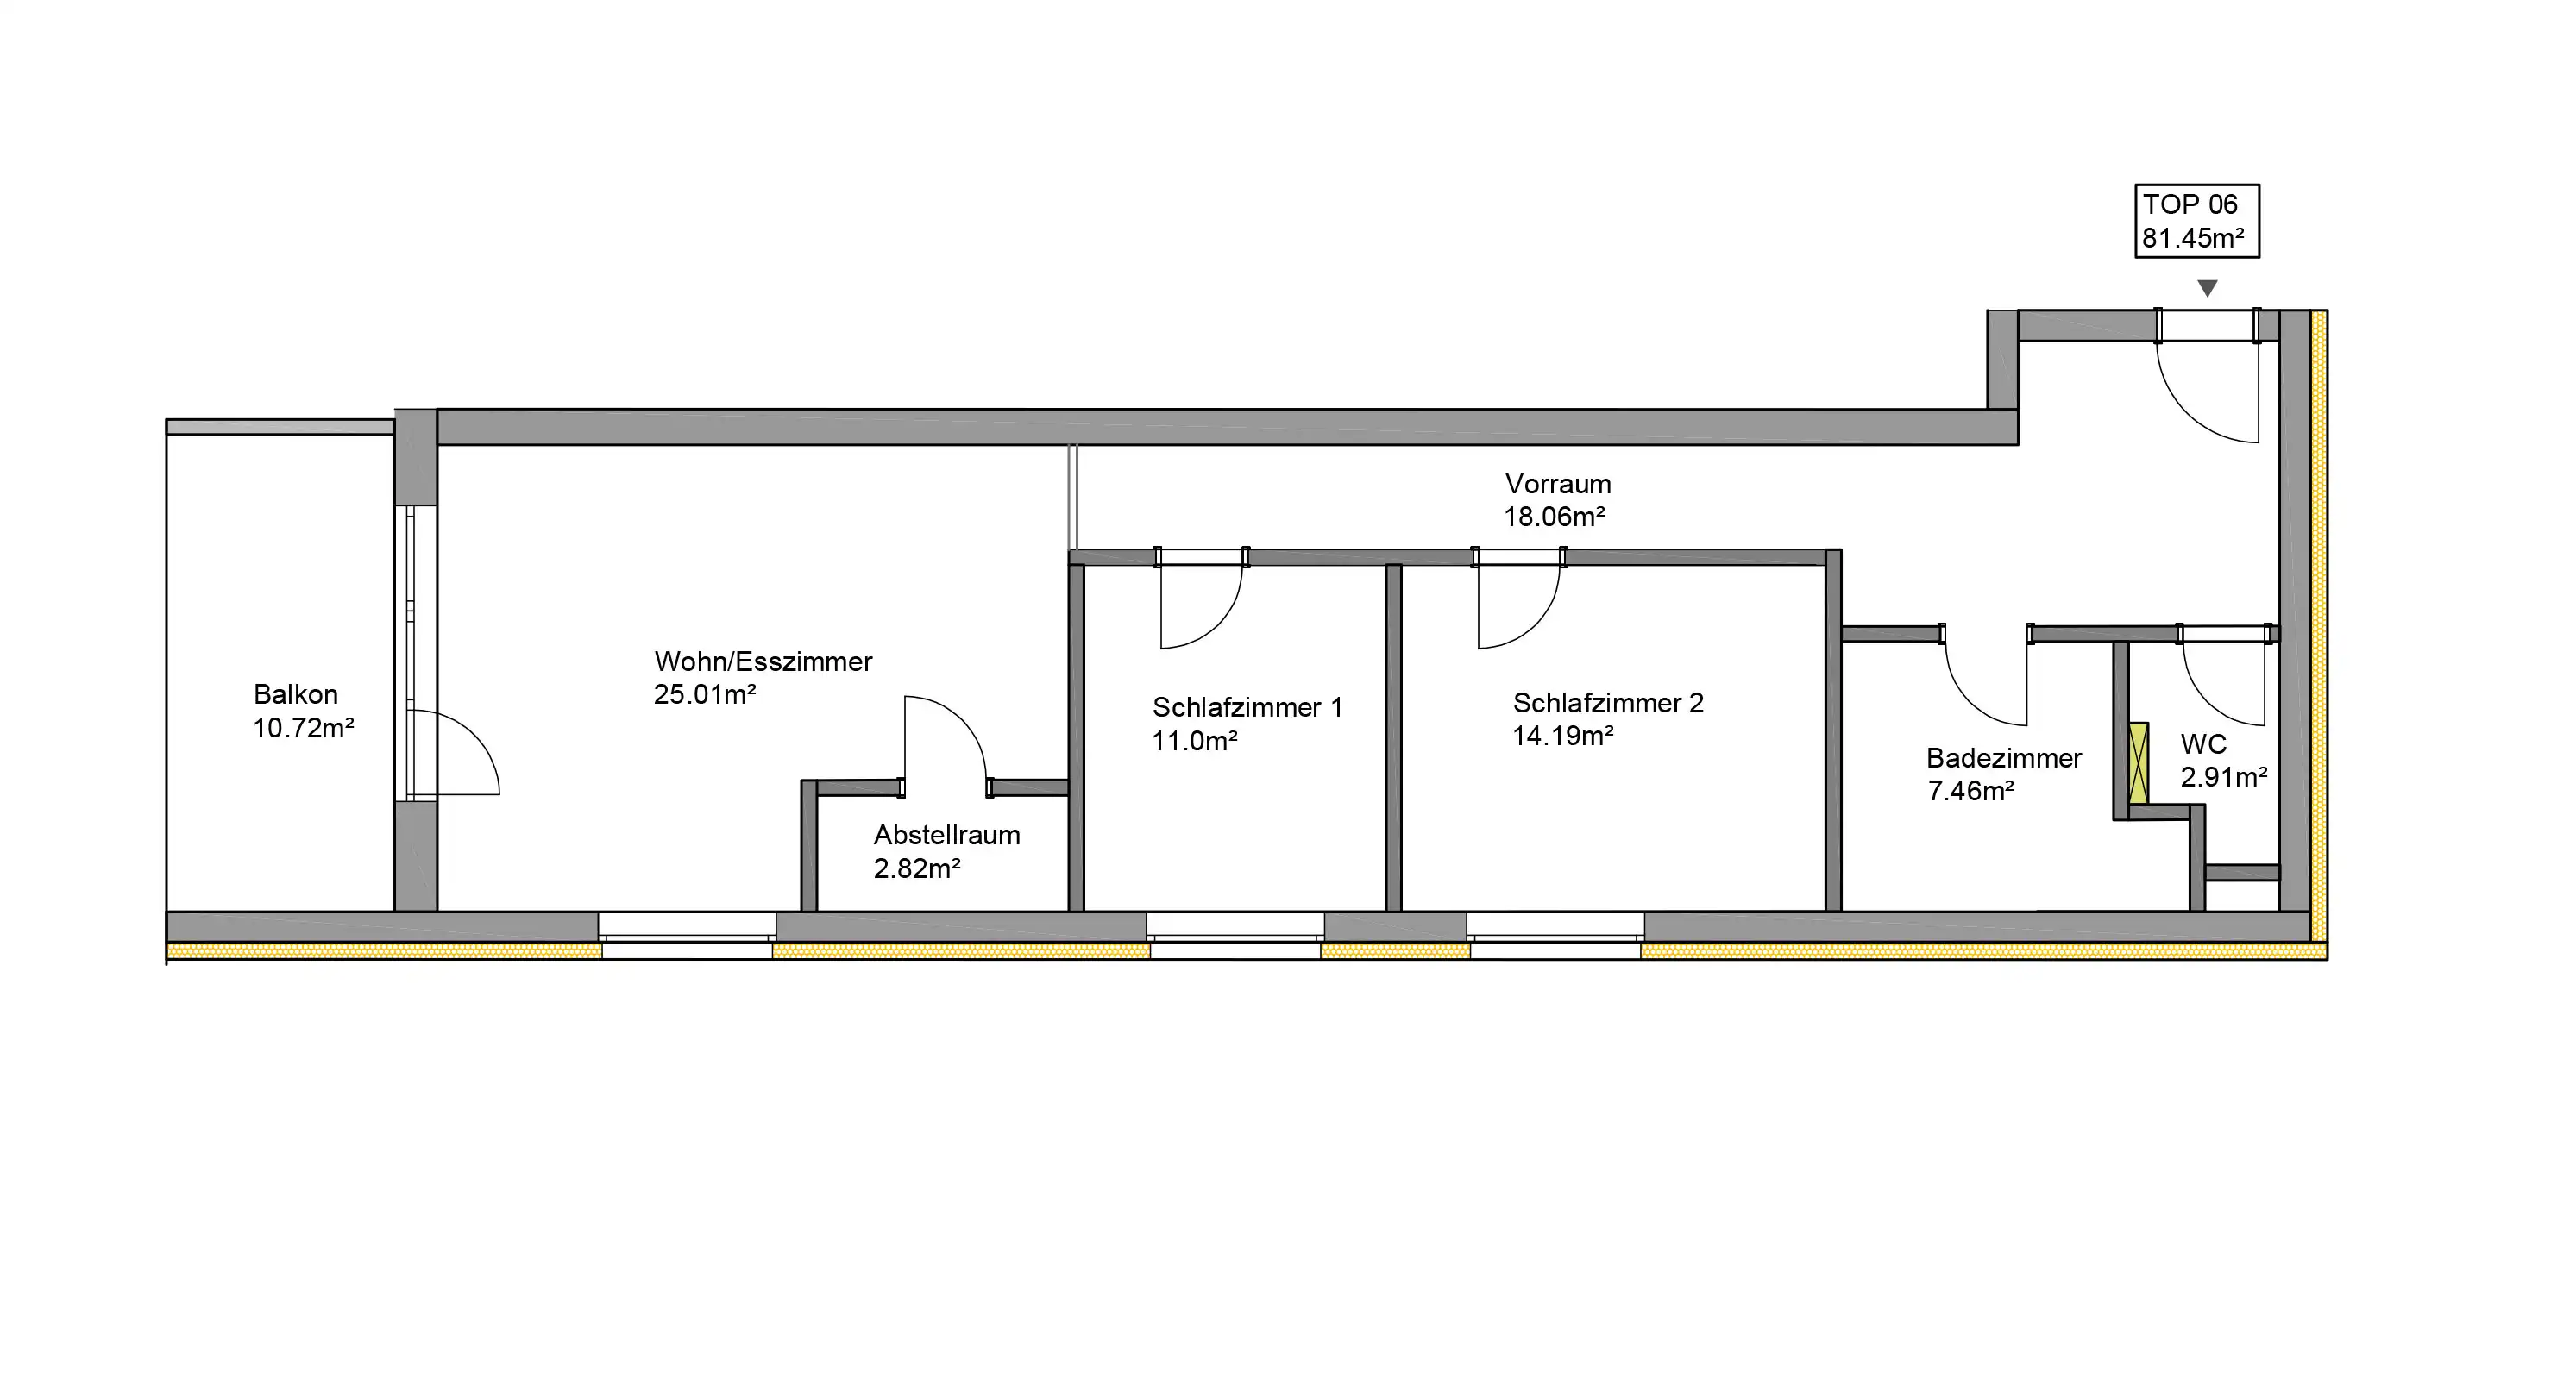 TOP 06
81.45m²
Vorraum
18.06m²
Wohn/Esszimmer
25.01m²
Balkon
10.72m²
Schlafzimmer 1
11.0m²
Schlafzimmer 2
14.19m²
Badezimmer
7.46m²
WC
2.91m²
Abstellraum
2.82m²